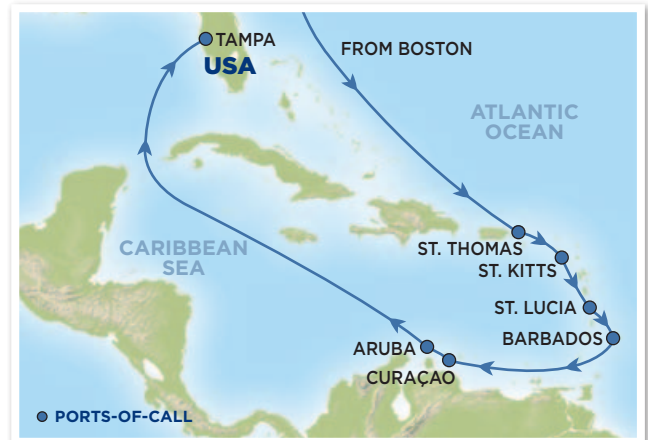 TAMPA
USA
FROM BOSTON
ATLANTIC
OCEAN
CARIBBEAN
SEA
ST. THOMAS
ST. KITTS
ST. LUCIA
BARBADOS
ARUBA
CURAÇAO
PORTS-OF-CALL